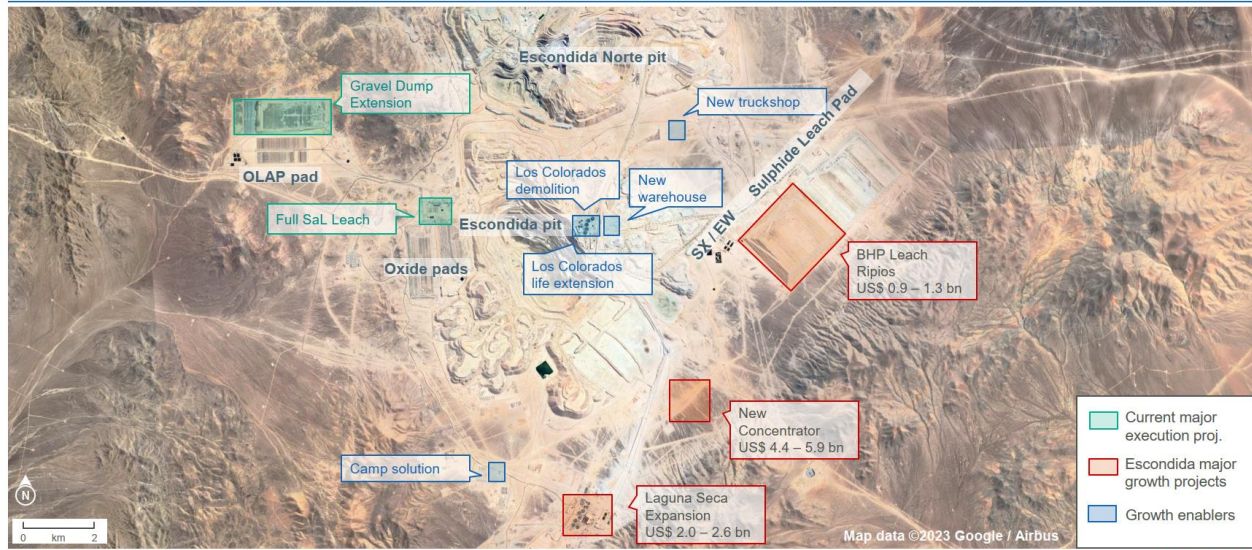 Escondida Norte pit
Gravel Dump
Extension
New truckshop
OLAP pad
Sulphide Leach Pad
Los Colorados
demolition
New
warehouse
Full SaL Leach
Escondida pit
SX / EW
Oxide pads
Los Colorados
life extension
BHP Leach
Ripios
US$ 0.9 – 1.3 bn
New
Concentrator
US$ 4.4 – 5.9 bn
Camp solution
Laguna Seca
Expansion
US$ 2.0 – 2.6 bn
Current major
execution proj.
Escondida major
growth projects
Growth enablers
N
0 km 2
Map data ©2023 Google / Airbus